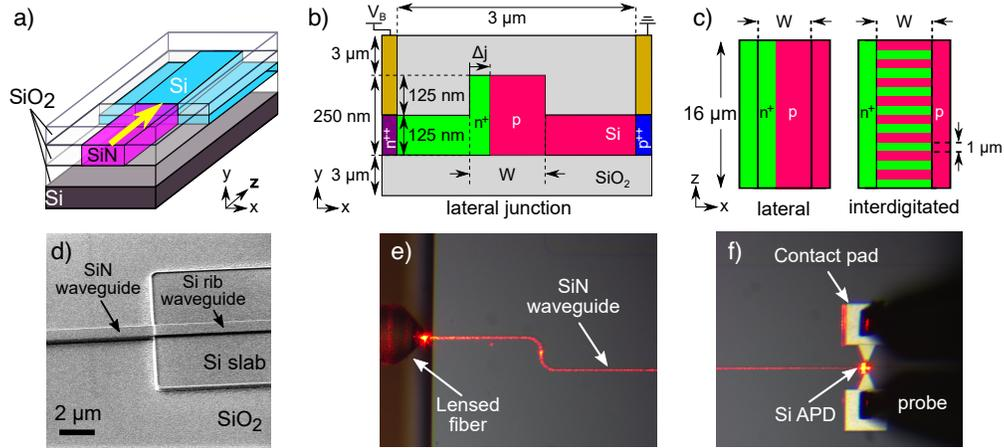 a)
Si
SiO2
SiN
Si
y
z
x
b)
VB
3 μm
3 μm
Δj
125 nm
250 nm
125 nm
n++
n+
p
Si
p++
3 μm
W
SiO2
y
x
lateral junction
c)
W
W
16 μm
n+
p
n+
p
1 μm
z
x
lateral
interdigitated
d)
SiN
waveguide
Si rib
waveguide
Si slab
2 μm
SiO2
e)
SiN
waveguide
Lensed
fiber
f)
Contact pad
Si APD
probe